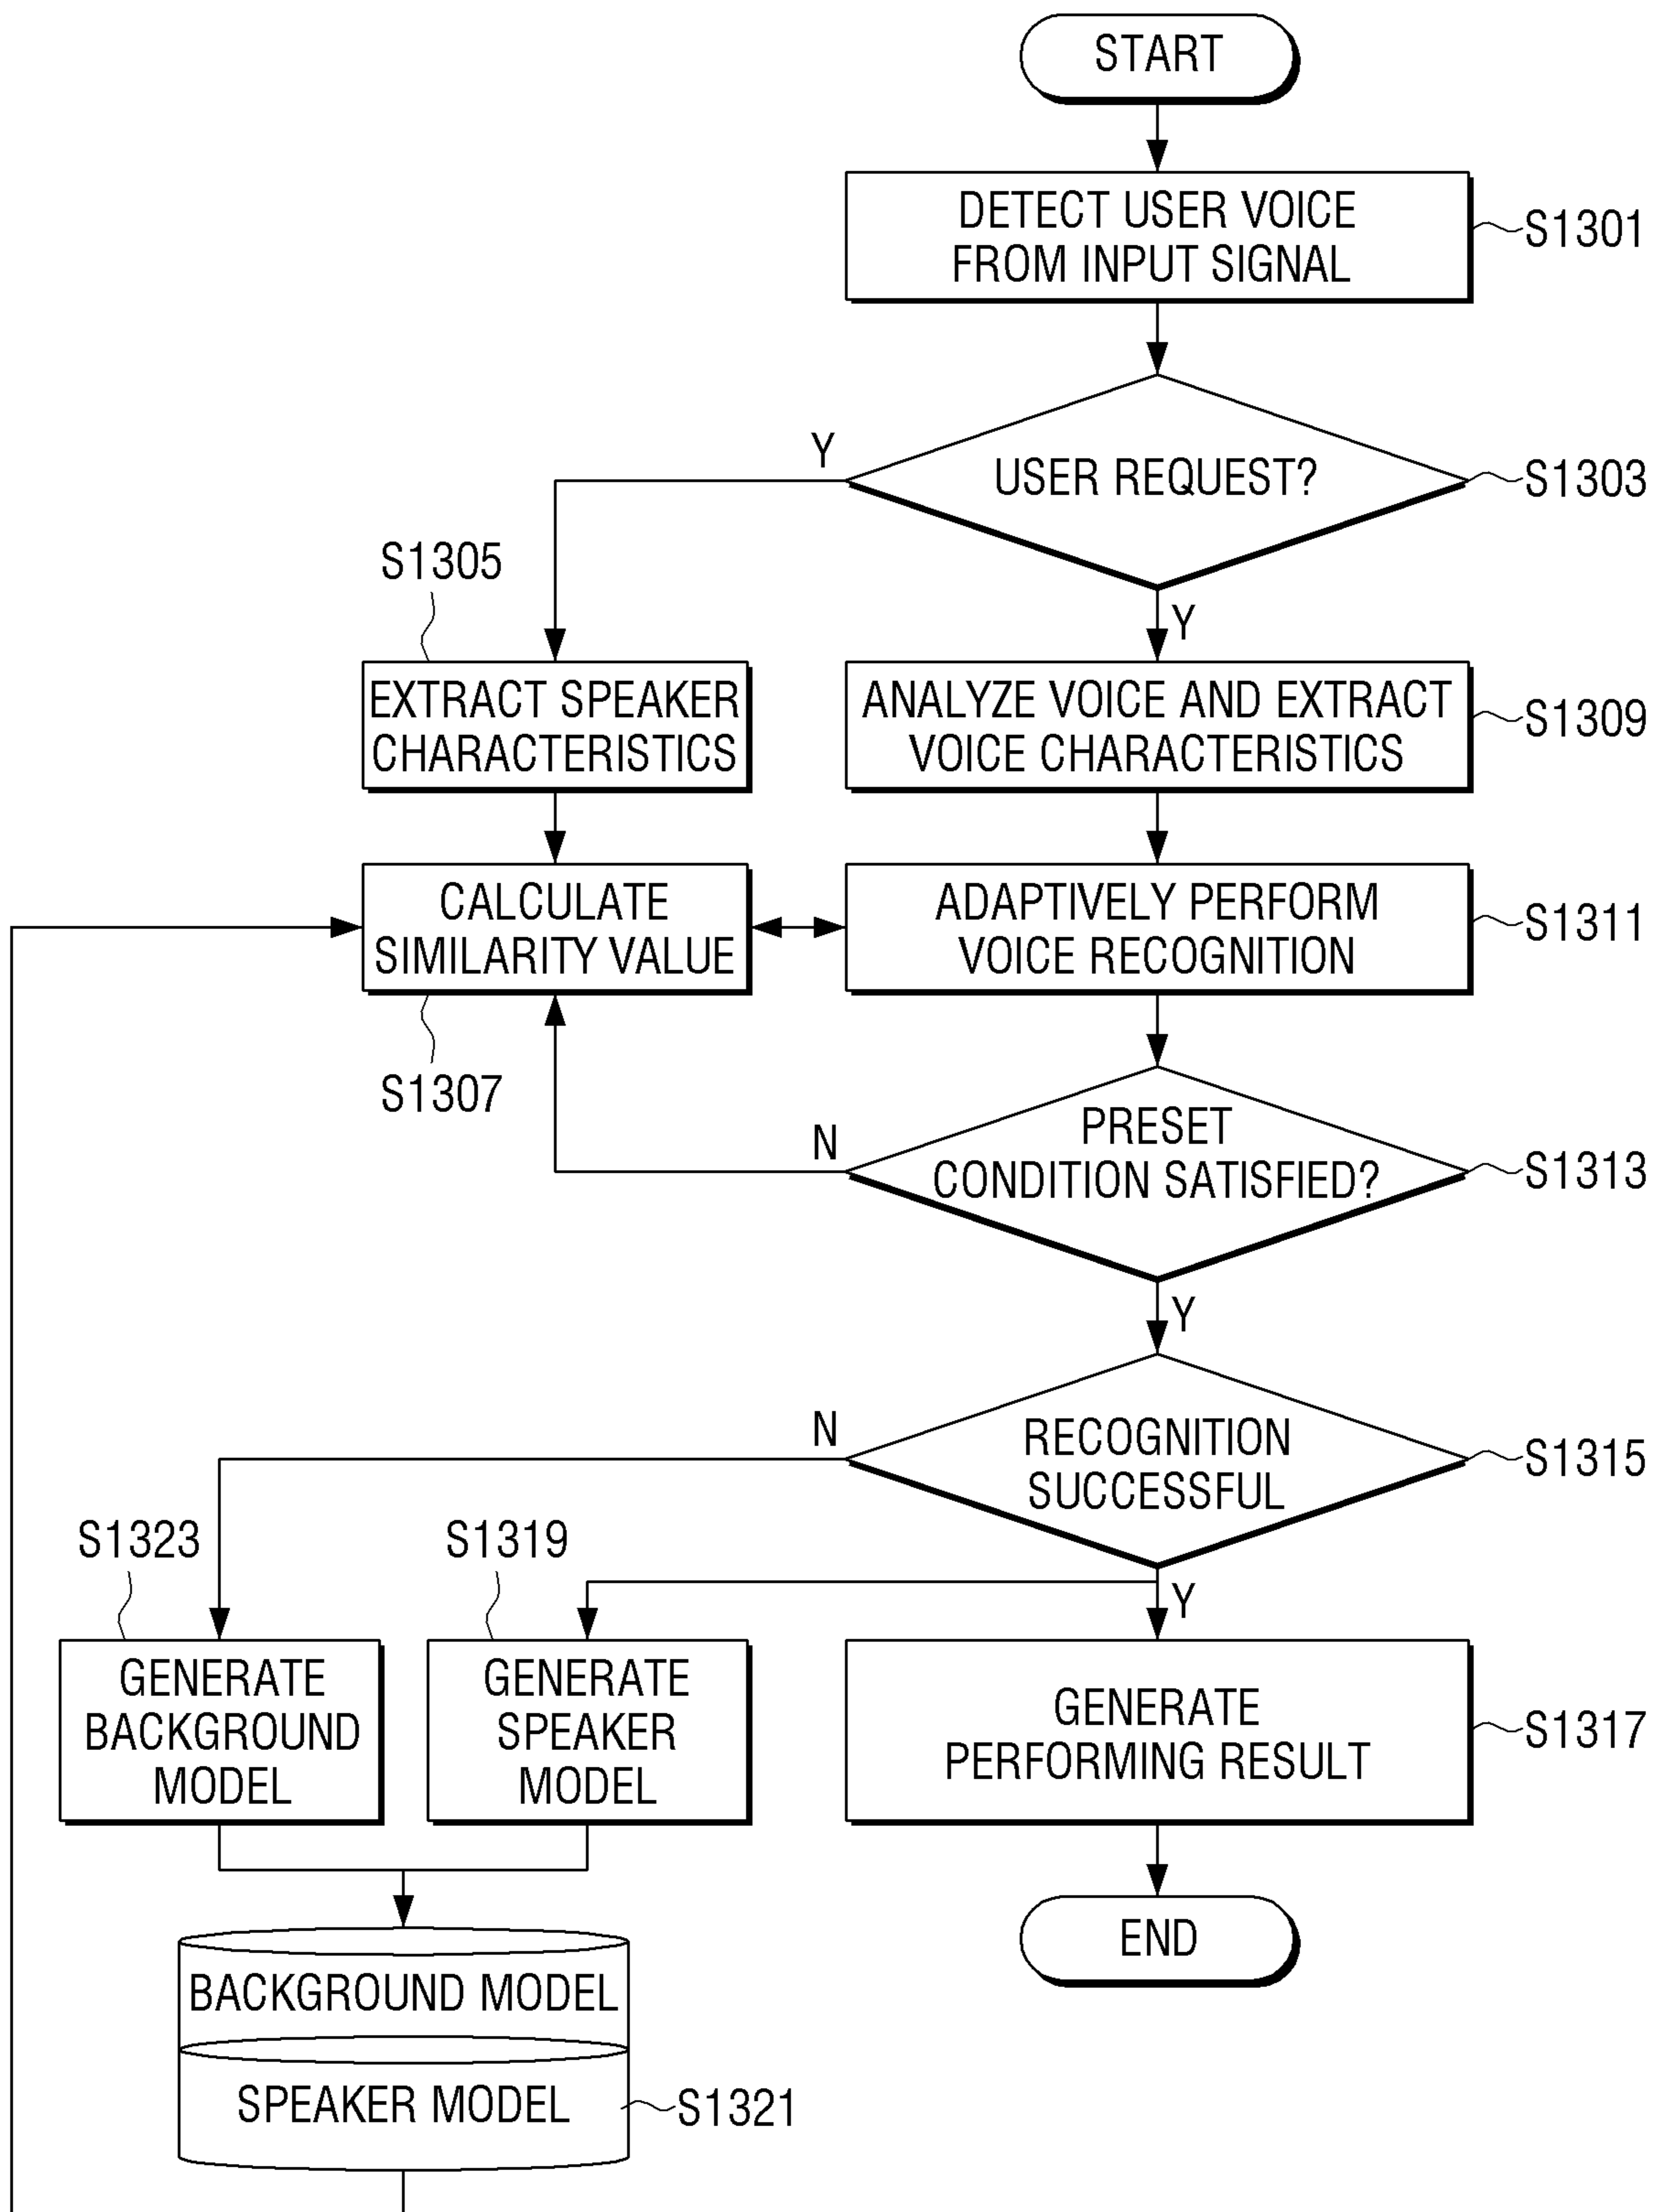 START
DETECT USER VOICE
FROM INPUT SIGNAL
S1301
Y
USER REQUEST?
S1303
S1305
Y
EXTRACT SPEAKER
CHARACTERISTICS
ANALYZE VOICE AND EXTRACT
VOICE CHARACTERISTICS
S1309
CALCULATE
SIMILARITY VALUE
ADAPTIVELY PERFORM
VOICE RECOGNITION
S1311
S1307
N
PRESET
CONDITION SATISFIED?
S1313
Y
N
RECOGNITION
SUCCESSFUL
S1315
S1323
S1319
Y
GENERATE
BACKGROUND
MODEL
GENERATE
SPEAKER
MODEL
GENERATE
PERFORMING RESULT
S1317
END
BACKGROUND MODEL
SPEAKER MODEL
S1321